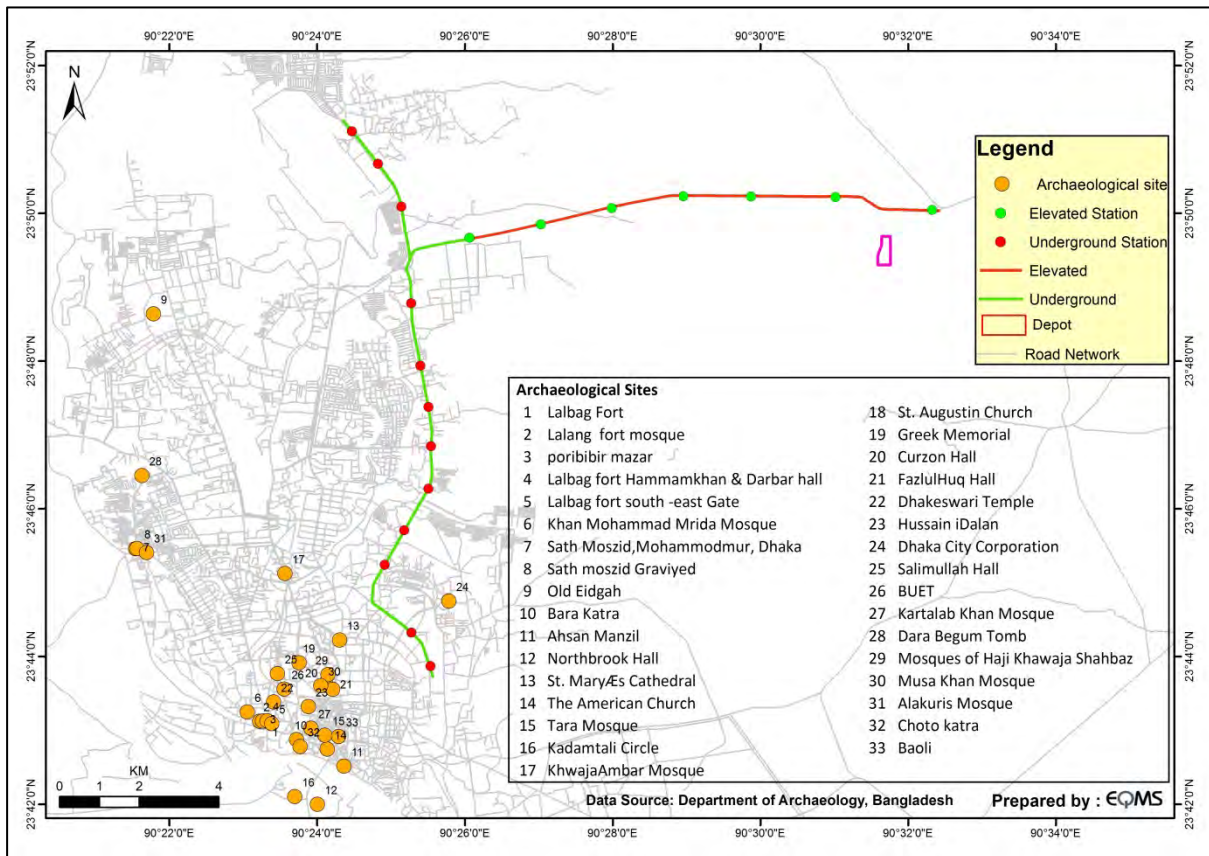 90°22'0"E 90°24'0"E 90°26'0"E 90°28'0"E 90°30'0"E 90°32'0"E 90°34'0"E
23°52'0"N 23°52'0"N
N
Legend
Archaeological site
Elevated Station
Underground Station
Elevated
Underground
Depot
Road Network
23°50'0"N 23°50'0"N
9
23°48'0"N 23°48'0"N
28
23°46'0"N 23°46'0"N
8 31
7
17
24
13
23°44'0"N 23°44'0"N
19
25 29
26 20 30
22 23 21
6 2 4 5
3 27
1 10 15 33
32 14
11
16 12
23°42'0"N 23°42'0"N
Archaeological Sites
1 Lalbag Fort
2 Lalang fort mosque
3 poribibir mazar
4 Lalbag fort Hammamkhan & Darbar hall
5 Lalbag fort south -east Gate
6 Khan Mohammad Mrida Mosque
7 Sath Moszid,Mohammodmur, Dhaka
8 Sath moszid Graviyed
9 Old Eidgah
10 Bara Katra
11 Ahsan Manzil
12 Northbrook Hall
13 St. MaryÆs Cathedral
14 The American Church
15 Tara Mosque
16 Kadamtali Circle
17 KhwajaAmbar Mosque
18 St. Augustin Church
19 Greek Memorial
20 Curzon Hall
21 FazlulHuq Hall
22 Dhakeswari Temple
23 Hussain iDalan
24 Dhaka City Corporation
25 Salimullah Hall
26 BUET
27 Kartalab Khan Mosque
28 Dara Begum Tomb
29 Mosques of Haji Khawaja Shahbaz
30 Musa Khan Mosque
31 Alakuris Mosque
32 Choto katra
33 Baoli
KM
0 1 2 4
Data Source: Department of Archaeology, Bangladesh
Prepared by : EQMS
90°22'0"E 90°24'0"E 90°26'0"E 90°28'0"E 90°30'0"E 90°32'0"E 90°34'0"E